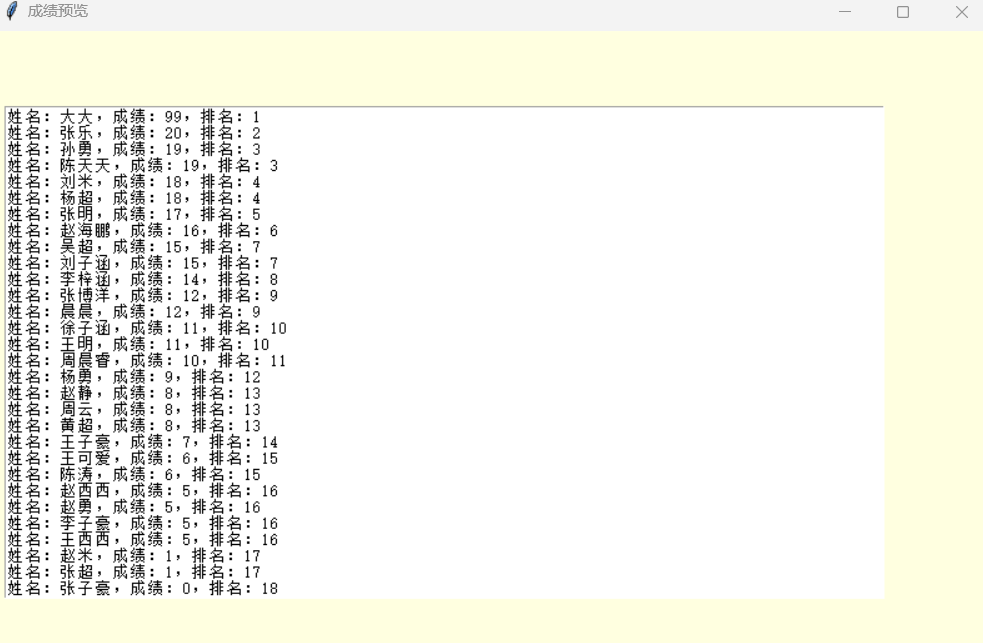 成绩预览
姓名：大大，成绩：99，排名：1
姓名：张乐，成绩：20，排名：2
姓名：孙勇，成绩：19，排名：3
姓名：陈天天，成绩：19，排名：3
姓名：刘米，成绩：18，排名：4
姓名：杨超，成绩：18，排名：4
姓名：张明，成绩：17，排名：5
姓名：赵海鹏，成绩：16，排名：6
姓名：吴超，成绩：15，排名：7
姓名：刘子涵，成绩：15，排名：7
姓名：李梓涵，成绩：14，排名：8
姓名：张博洋，成绩：12，排名：9
姓名：晨晨，成绩：12，排名：9
姓名：徐子涵，成绩：11，排名：10
姓名：王明，成绩：11，排名：10
姓名：周晨睿，成绩：10，排名：11
姓名：杨勇，成绩：9，排名：12
姓名：赵静，成绩：8，排名：13
姓名：周云，成绩：8，排名：13
姓名：黄超，成绩：8，排名：13
姓名：王子豪，成绩：7，排名：14
姓名：王可爱，成绩：6，排名：15
姓名：陈涛，成绩：6，排名：15
姓名：赵西西，成绩：5，排名：16
姓名：赵勇，成绩：5，排名：16
姓名：李子豪，成绩：5，排名：16
姓名：王西西，成绩：5，排名：16
姓名：赵米，成绩：1，排名：17
姓名：张超，成绩：1，排名：17
姓名：张子豪，成绩：0，排名：18